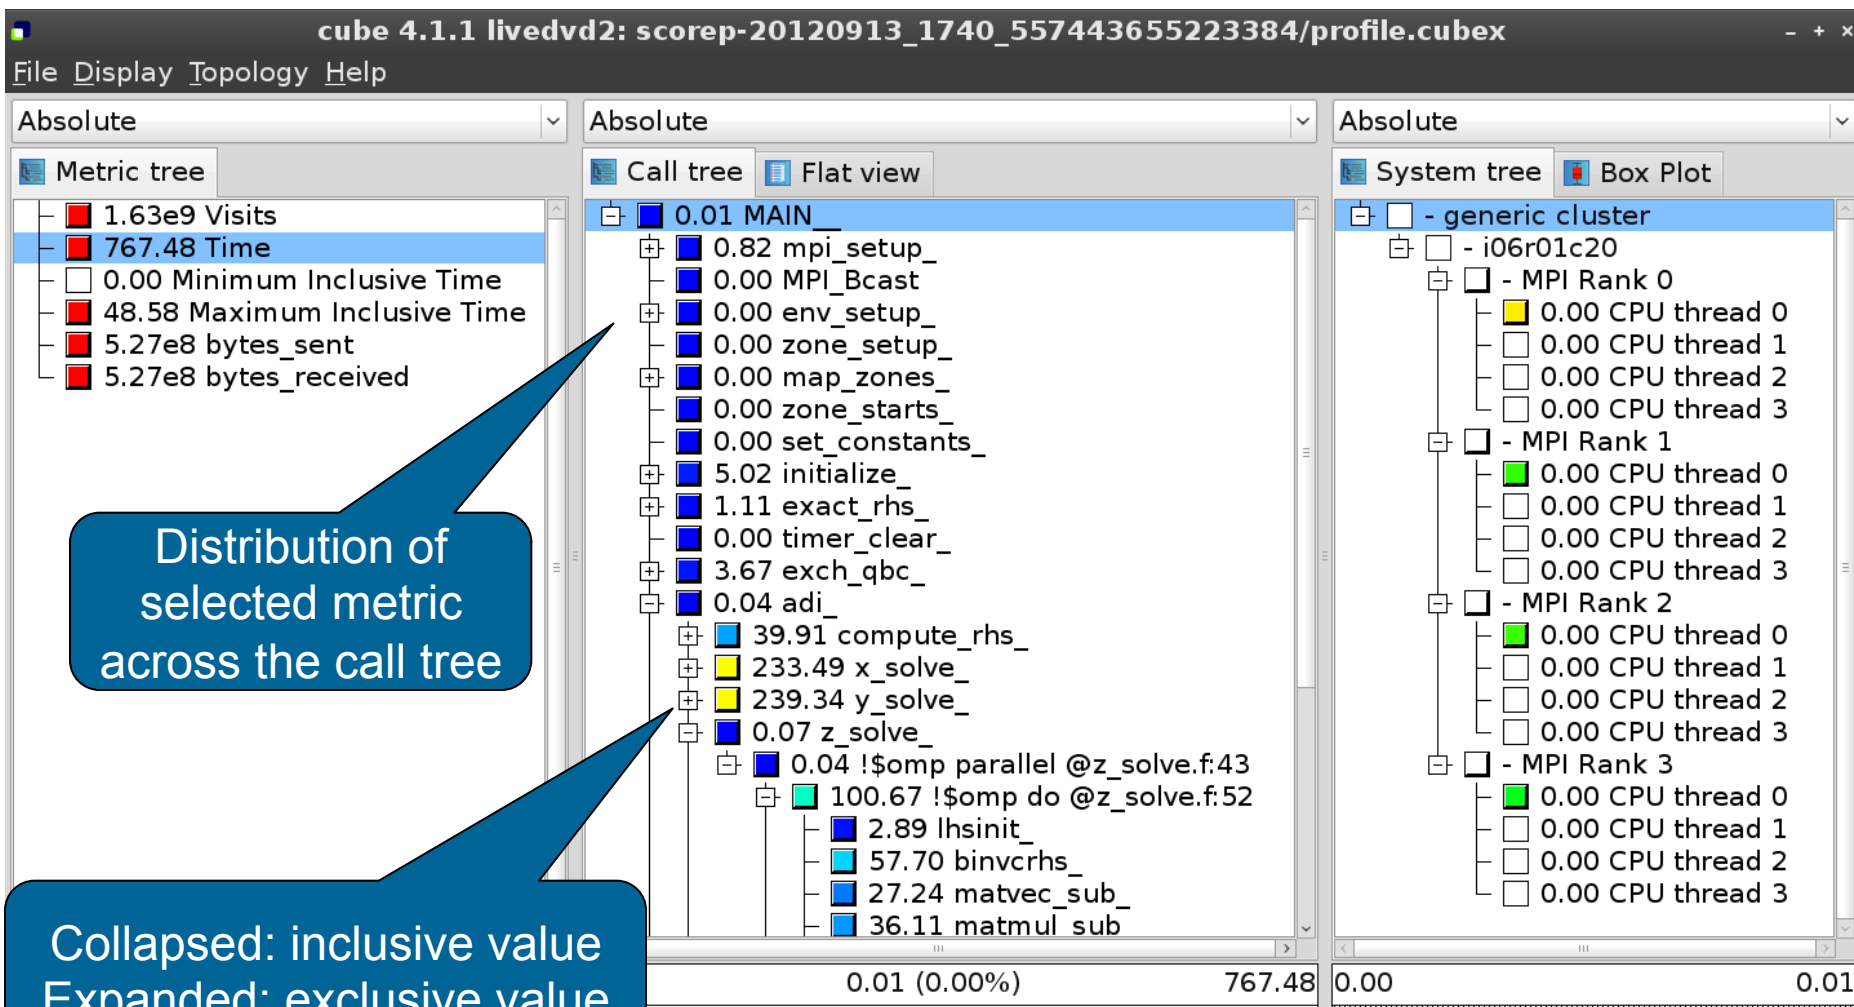 cube 4.1.1 livedvd2: scorep-20120913_1740_557443655223384/profile.cubex
File Display Topology Help
Absolute
Metric tree
1.63e9 Visits
767.48 Time
0.00 Minimum Inclusive Time
48.58 Maximum Inclusive Time
5.27e8 bytes_sent
5.27e8 bytes_received
Distribution of
selected metric
across the call tree
Collapsed: inclusive value
Expanded: exclusive value
Absolute
Call tree Flat view
0.01 MAIN__
0.82 mpi_setup_
0.00 MPI_Bcast
0.00 env_setup_
0.00 zone_setup_
0.00 map_zones_
0.00 zone_starts_
0.00 set_constants_
5.02 initialize_
1.11 exact_rhs_
0.00 timer_clear_
3.67 exch_qbc_
0.04 adi_
39.91 compute_rhs_
233.49 x_solve_
239.34 y_solve_
0.07 z_solve_
0.04 !$omp parallel @z_solve.f:43
100.67 !$omp do @z_solve.f:52
2.89 lhsinit_
57.70 binvcrhs_
27.24 matvec_sub_
36.11 matmul_sub
0.01 (0.00%) 767.48
Absolute
System tree Box Plot
- generic cluster
- i06r01c20
- MPI Rank 0
0.00 CPU thread 0
0.00 CPU thread 1
0.00 CPU thread 2
0.00 CPU thread 3
- MPI Rank 1
0.00 CPU thread 0
0.00 CPU thread 1
0.00 CPU thread 2
0.00 CPU thread 3
- MPI Rank 2
0.00 CPU thread 0
0.00 CPU thread 1
0.00 CPU thread 2
0.00 CPU thread 3
- MPI Rank 3
0.00 CPU thread 0
0.00 CPU thread 1
0.00 CPU thread 2
0.00 CPU thread 3
0.00 0.01